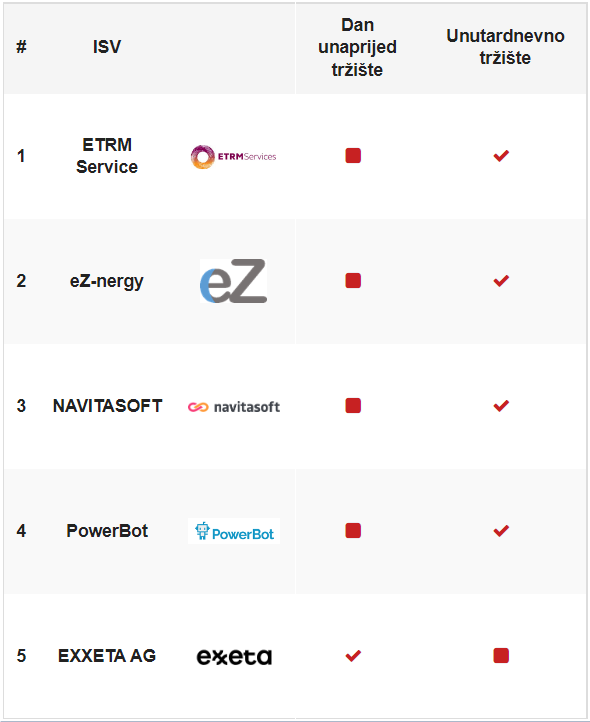 # ISV Dan unaprijed tržište Unutardnevno tržište
1 ETRM Service ETRMServices ✔
2 eZ-nergy eZ ✔
3 NAVITASOFT navitasoft ✔
4 PowerBot PowerBot ✔
5 EXXETA AG exxeta ✔